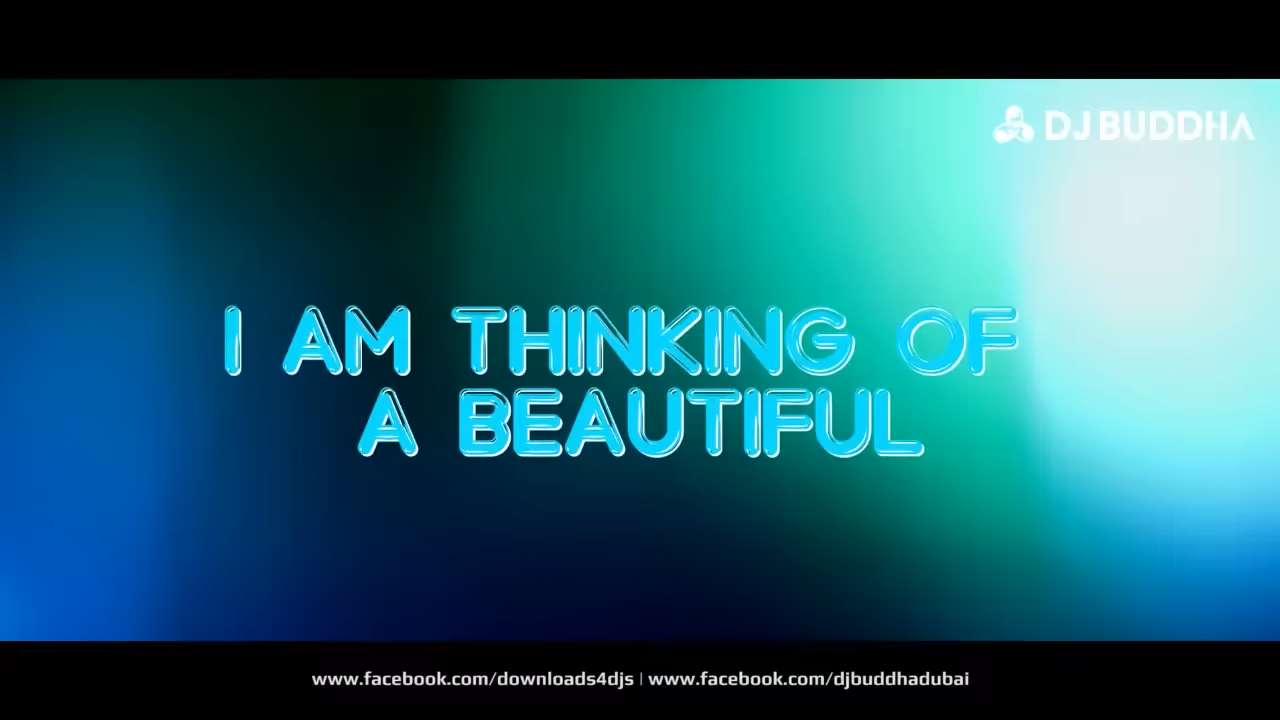 DJ BUDDHA
I AM THINKING OF
A BEAUTIFUL
www.facebook.com/downloads4djs | www.facebook.com/djbuddhadubai